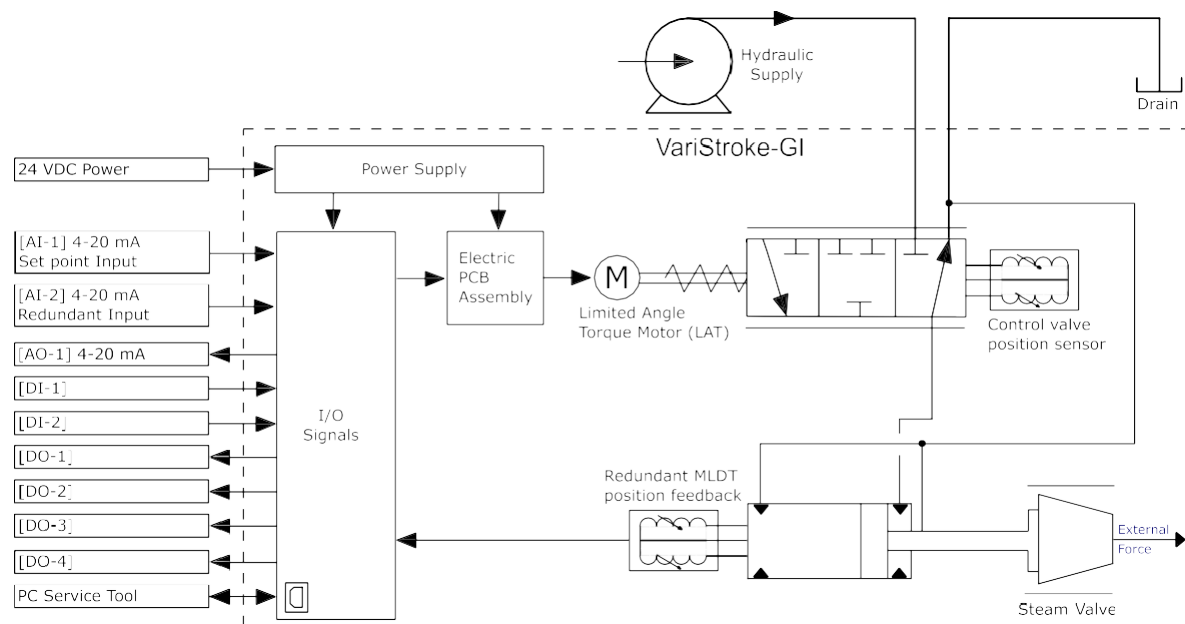 Hydraulic
Supply
Drain
VariStroke-GI
24 VDC Power
Power Supply
[AI-1] 4-20 mA
Set point Input
[AI-2] 4-20 mA
Redundant Input
[AO-1] 4-20 mA
[DI-1]
[DI-2]
[DO-1]
[DO-2]
[DO-3]
[DO-4]
PC Service Tool
I/O
Signals
Electric
PCB
Assembly
M
Limited Angle
Torque Motor (LAT)
Control valve
position sensor
Redundant MLDT
position feedback
External
Force
Steam Valve